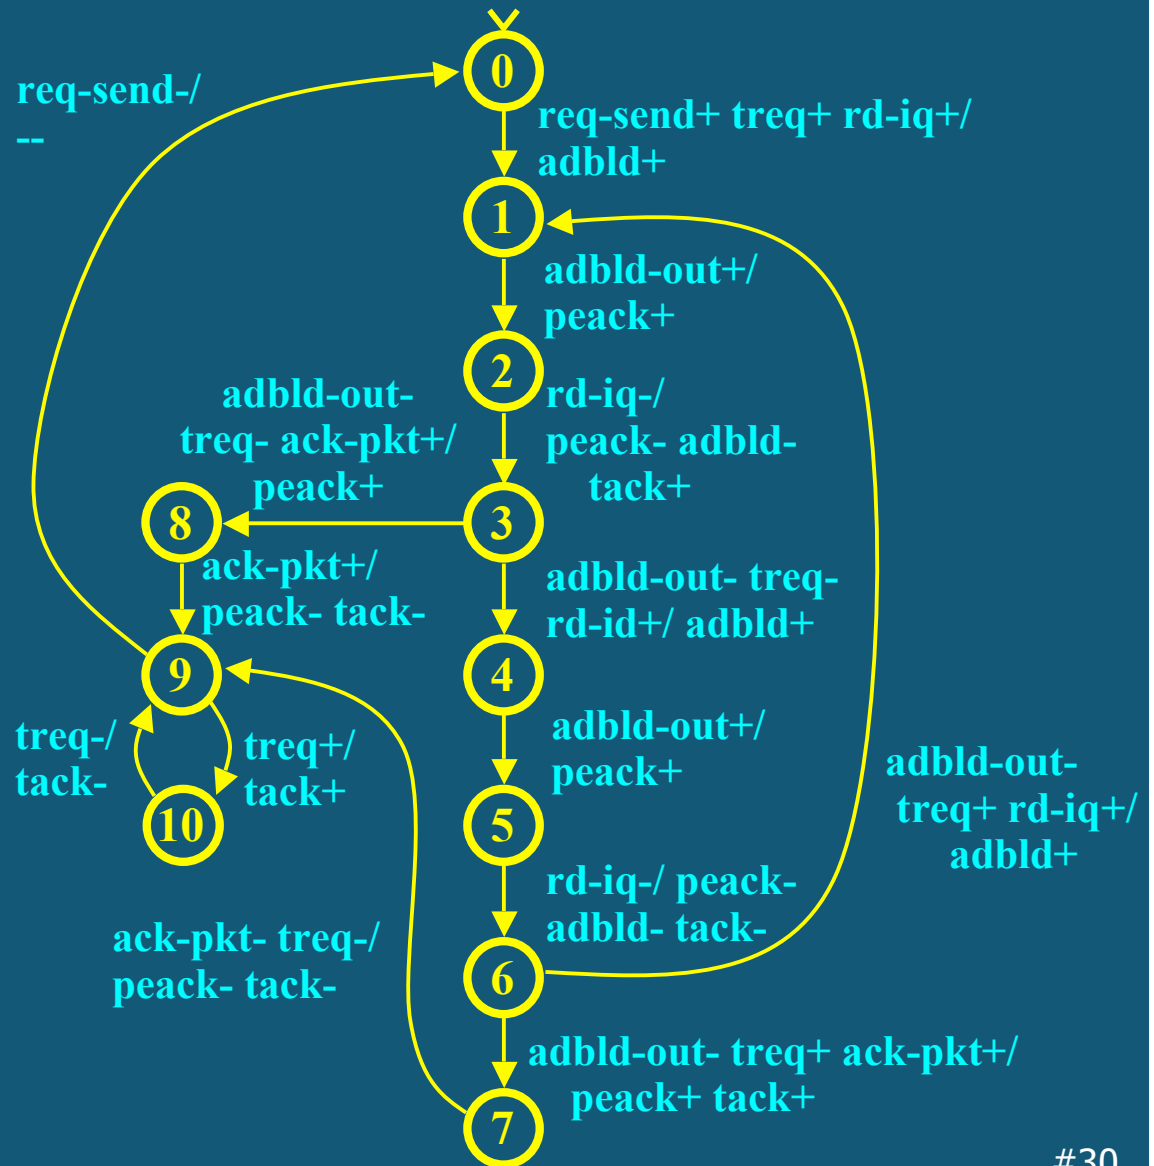 0
req-send-/
--
req-send+ treq+ rd-iq+/
adbld+
1
adbld-out+/
peack+
2
rd-iq-/
peack- adbld-
tack+
adbld-out-
treq- ack-pkt+/
peack+
8
3
ack-pkt+/
peack- tack-
adbld-out- treq-
rd-id+/ adbld+
9
4
treq-/
tack-
treq+/
tack+
adbld-out+/
peack+
adbld-out-
treq+ rd-iq+/
adbld+
10
5
rd-iq-/ peack-
adbld- tack-
ack-pkt- treq-/
peack- tack-
6
adbld-out- treq+ ack-pkt+/
peack+ tack+
7
#30